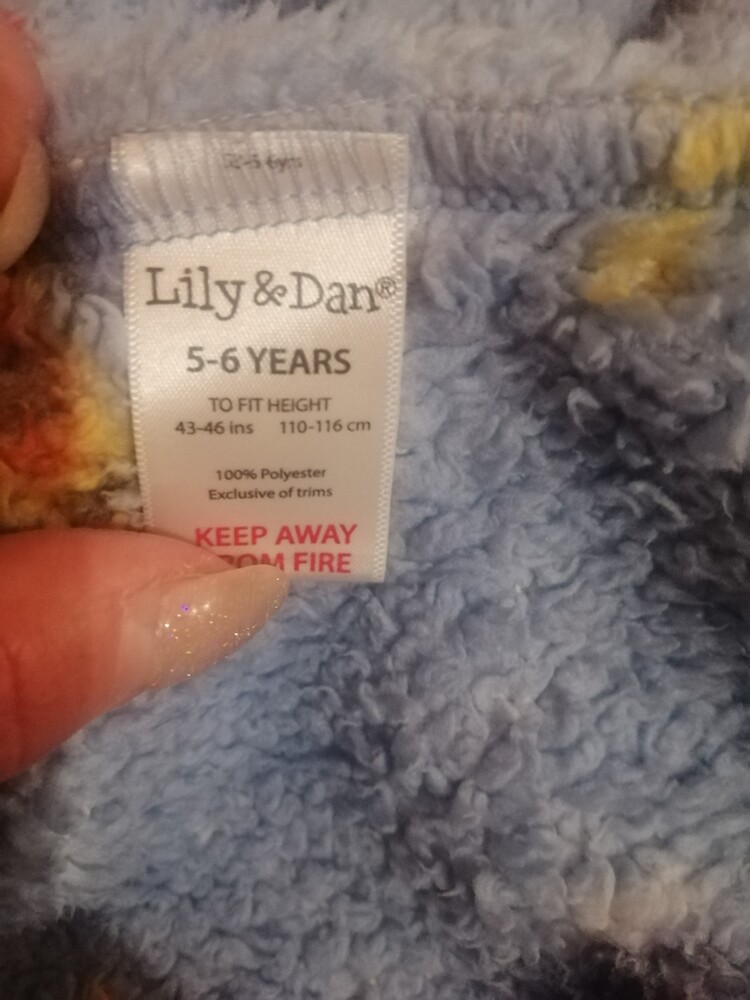 Lily & Dan®
5-6 YEARS
TO FIT HEIGHT
43-46 ins 110-116 cm
100% Polyester
Exclusive of trims
KEEP AWAY
FIRE